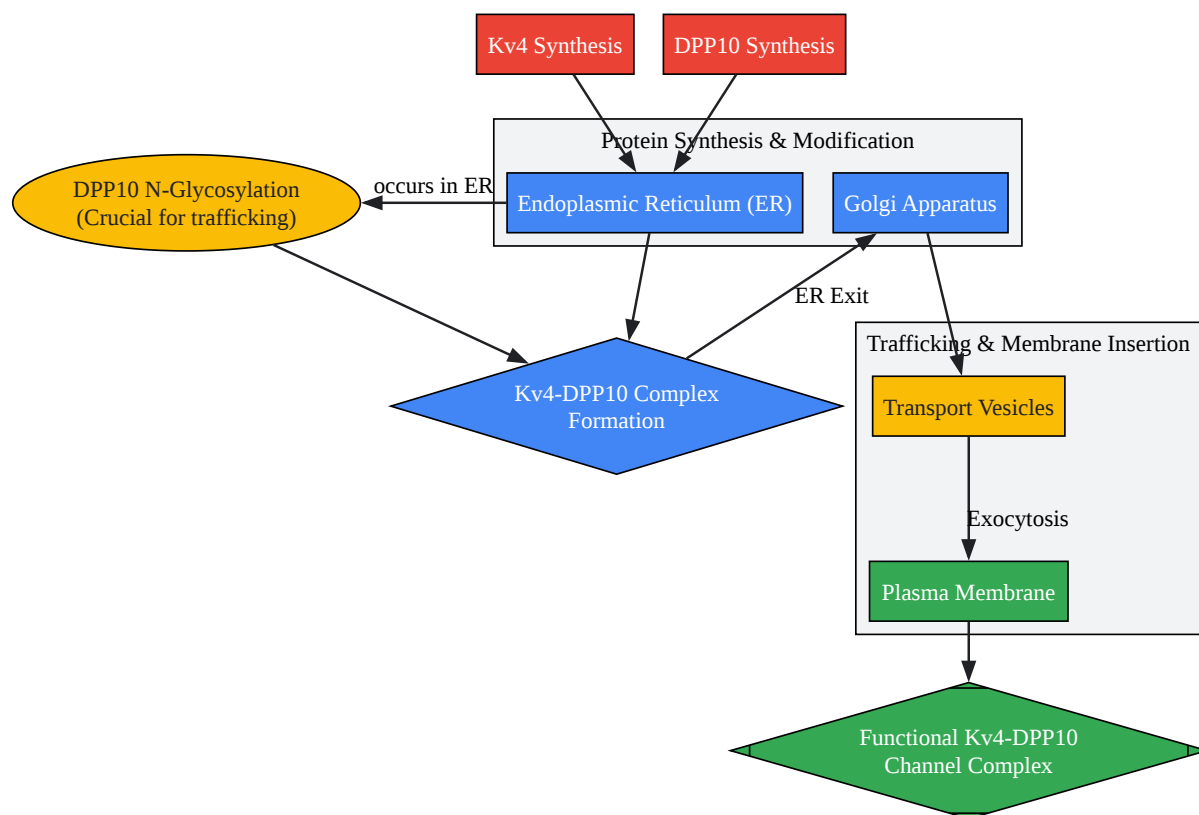 Kv4 Synthesis
DPP10 Synthesis
Protein Synthesis & Modification
DPP10 N-Glycosylation
(Crucial for trafficking)
occurs in ER
Endoplasmic Reticulum (ER)
Golgi Apparatus
ER Exit
Trafficking & Membrane Insertion
Kv4-DPP10 Complex
Formation
Transport Vesicles
Exocytosis
Plasma Membrane
Functional Kv4-DPP10
Channel Complex